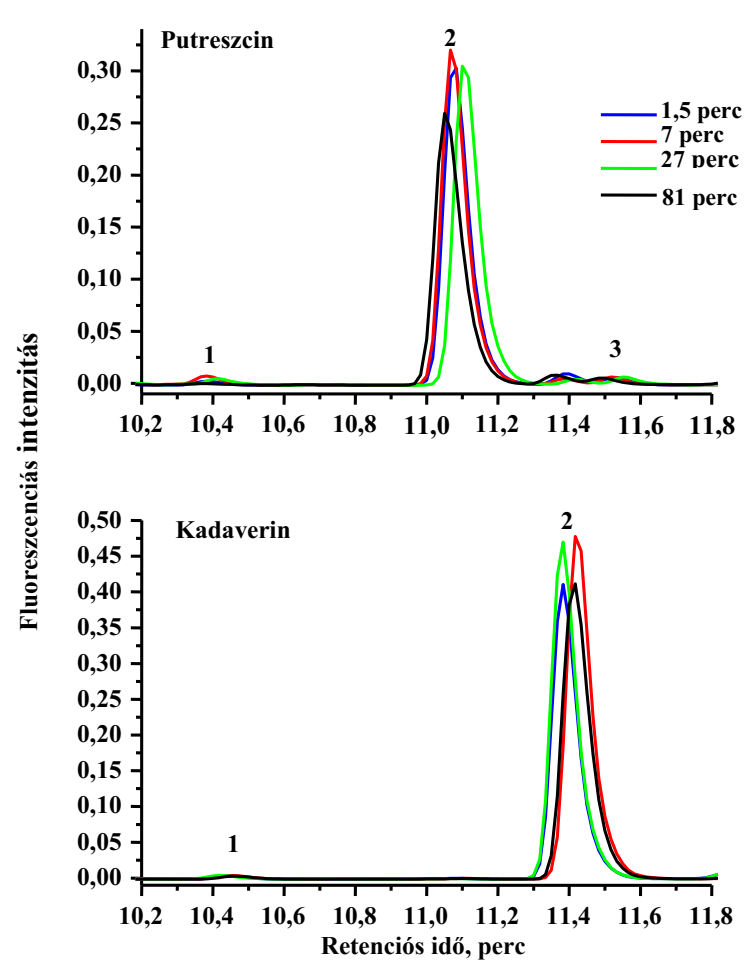 Putreszcin
2
0,30
0,25
0,20
0,15
0,10
0,05
0,00
1
3
1,5 perc
7 perc
27 perc
81 perc
10,2 10,4 10,6 10,8 11,0 11,2 11,4 11,6 11,8
Fluoreszcenciás intenzitás
Kadaverin
2
0,50
0,45
0,40
0,35
0,30
0,25
0,20
0,15
0,10
0,05
0,00
1
10,2 10,4 10,6 10,8 11,0 11,2 11,4 11,6 11,8
Retenciós idő, perc